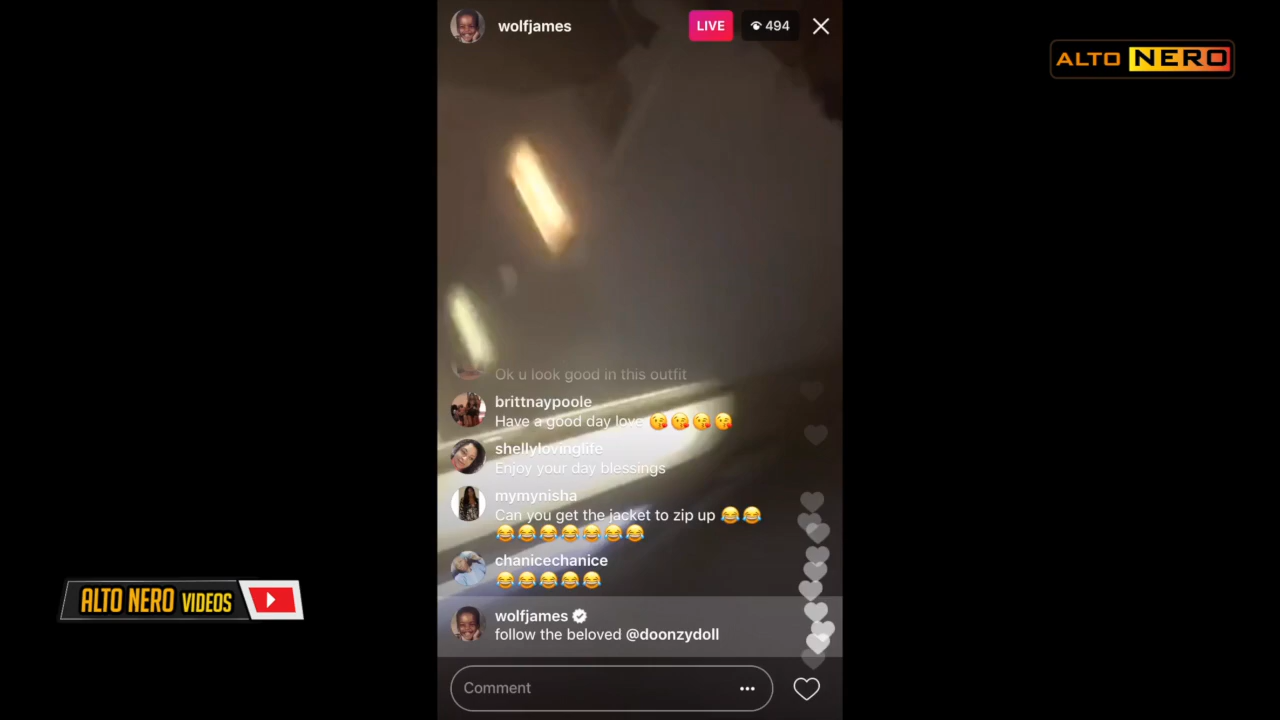 wolfjames
LIVE
494
ALTO NERO
Ok u look good in this outfit
brittnaypoole
Have a good day love 😘😘😘😘
shellylovinglife
Enjoy your day blessings
mymynisha
Can you get the jacket to zip up 😂😂
😂😂😂😂😂😂😂
chanicechanice
😂😂😂😂😂
ALTO NERO VIDEOS
wolfjames
follow the beloved @doonzydoll
Comment